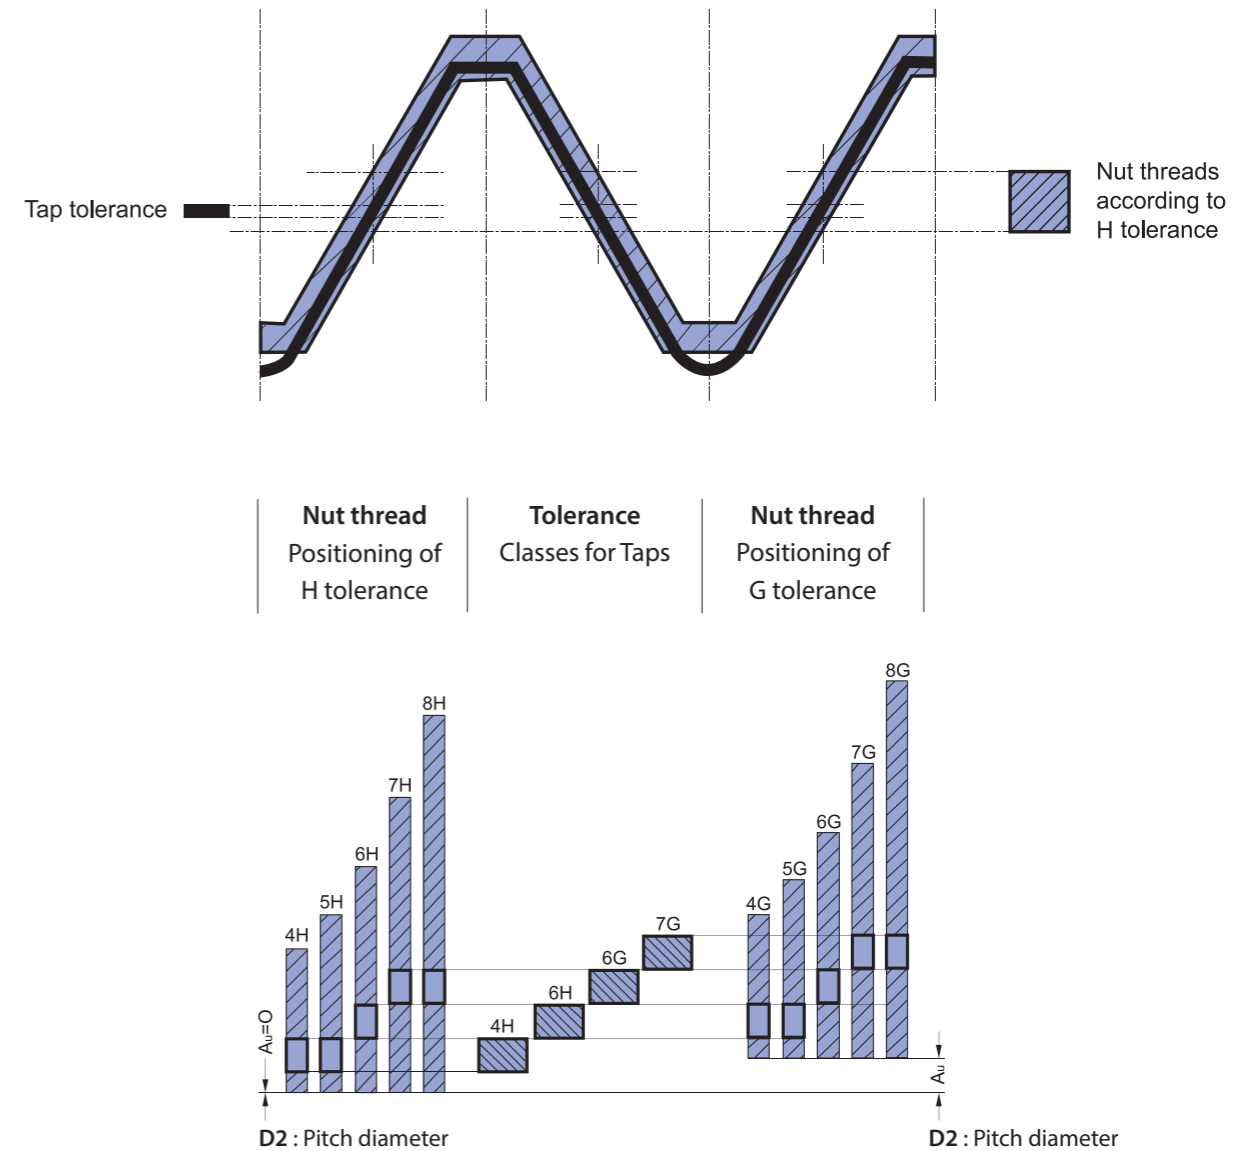 Tap tolerance
Nut threads
according to
H tolerance
Nut thread
Positioning of
H tolerance
Tolerance
Classes for Taps
Nut thread
Positioning of
G tolerance
4H
5H
6H
7H
8H
4H
6H
6G
7G
4G
5G
6G
7G
8G
Au=O
Au
D2 : Pitch diameter
D2 : Pitch diameter